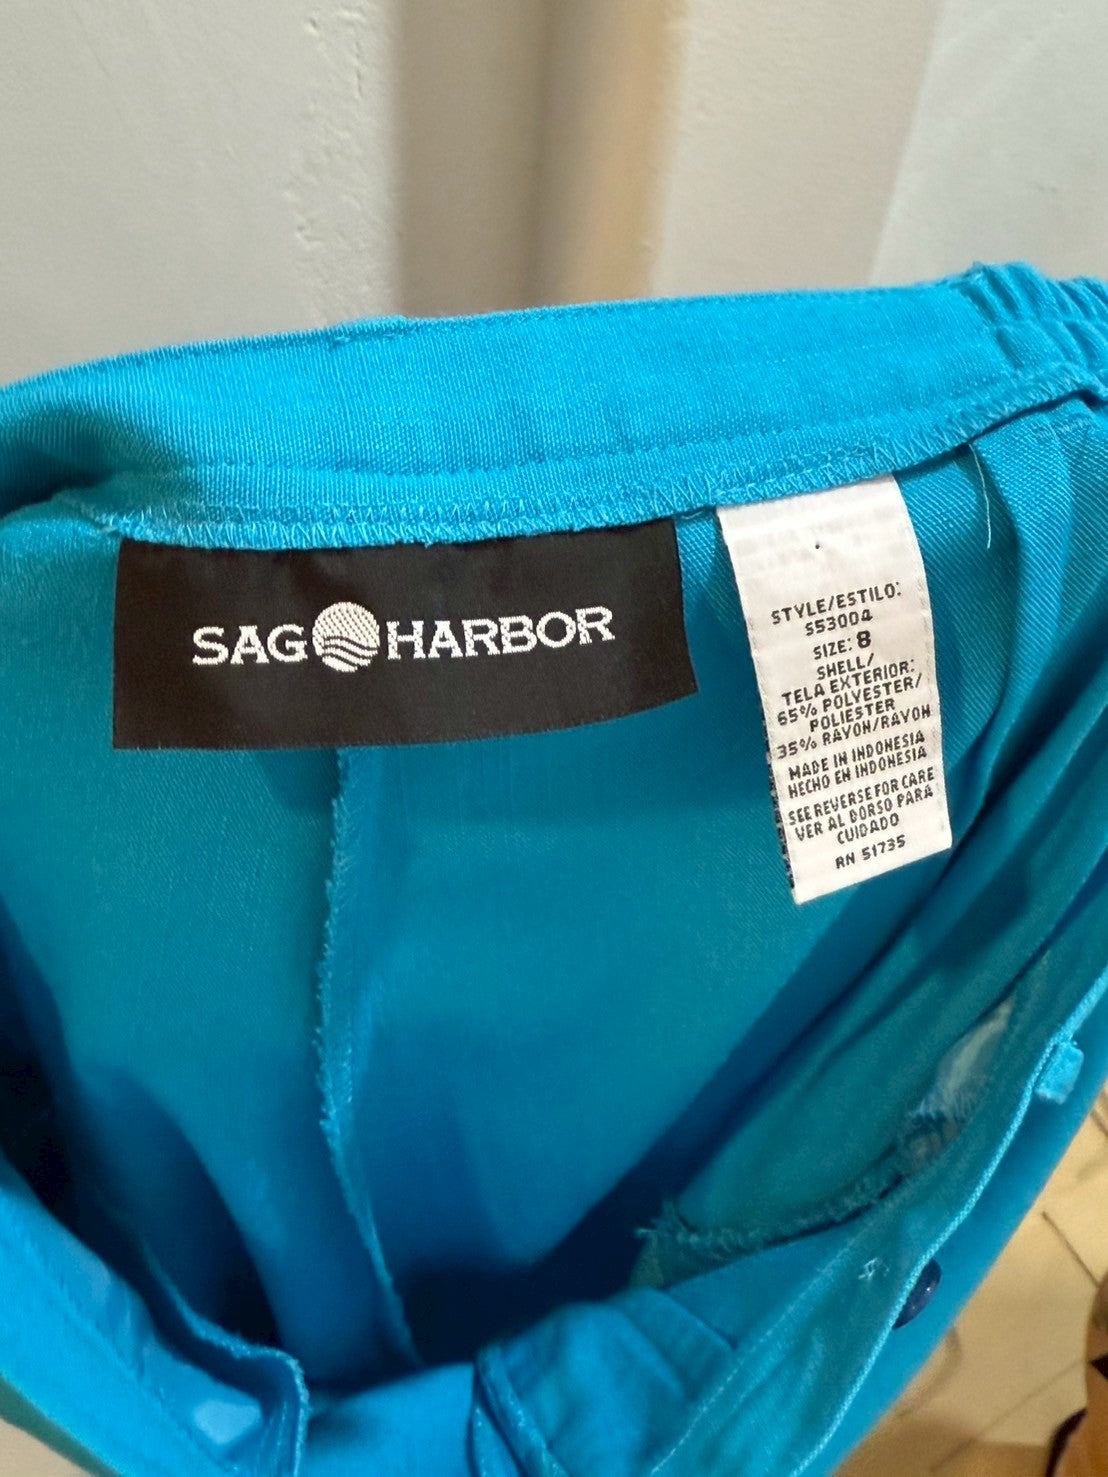 SAG HARBOR
STYLE/ESTILO:
S53004
SIZE: 8
SHELL/
TELA EXTERIOR:
65% POLYESTER/
POLIESTER
35% RAYON/RAYON
MADE IN INDONESIA
HECHO EN INDONESIA
SEE REVERSE FOR CARE
VER AL DORSO PARA
CUIDADO
RN 51735